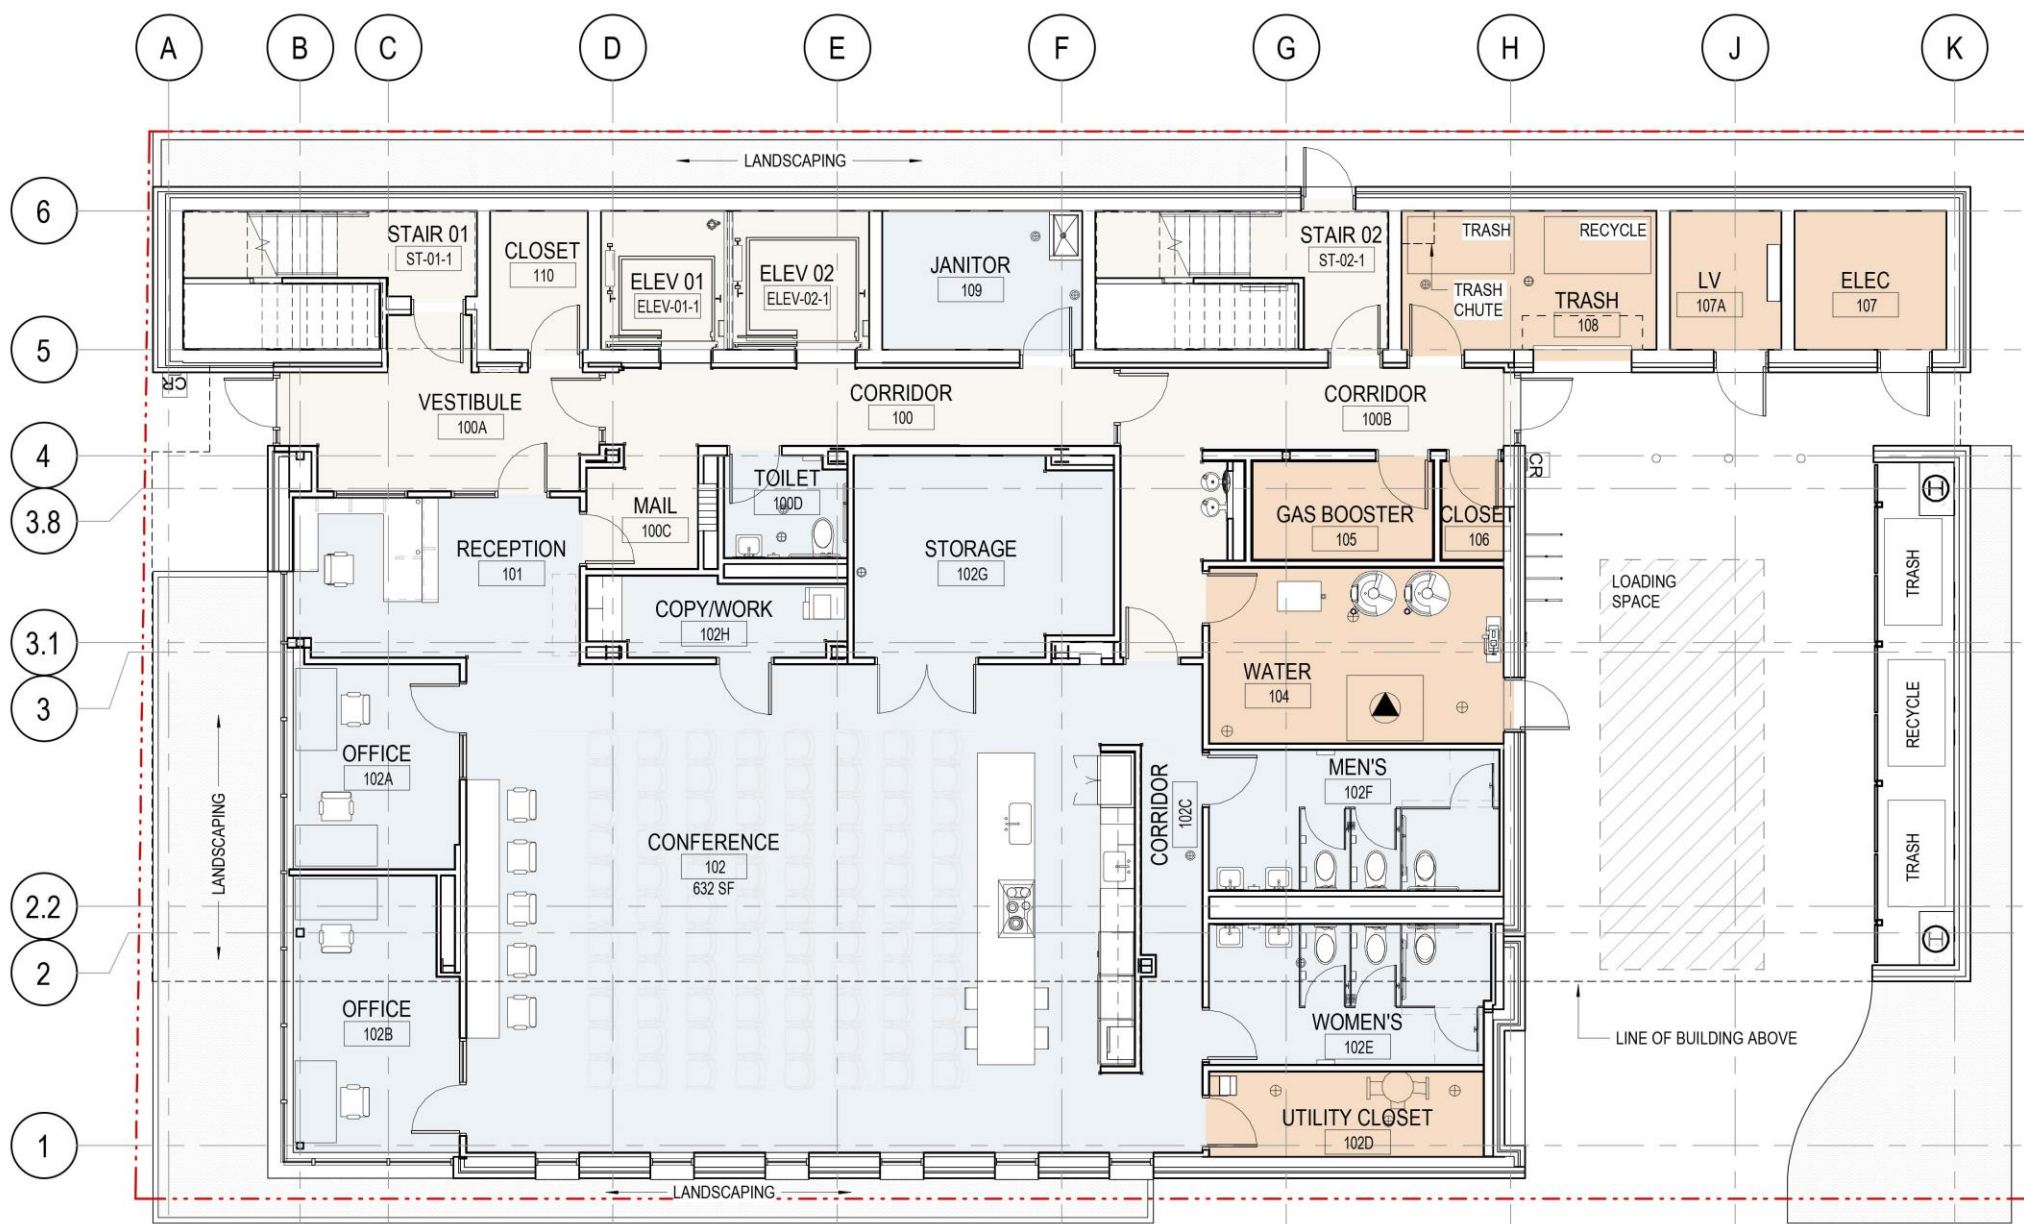 A B C D E F G H J K
LANDSCAPING
6
STAIR 01
ST-01-1
CLOSET
110
ELEV 01
ELEV-01-1
ELEV 02
ELEV-02-1
JANITOR
109
STAIR 02
ST-02-1
TRASH
RECYCLE
TRASH
CHUTE
TRASH
108
LV
107A
ELEC
107
5
CR
VESTIBULE
100A
CORRIDOR
100
CORRIDOR
100B
4
3.8
MAIL
100C
TOILET
100D
RECEPTION
101
STORAGE
102G
GAS BOOSTER
105
CLOSET
106
CR
LOADING
SPACE
TRASH
COPY/WORK
102H
3.1
3
WATER
104
RECYCLE
OFFICE
102A
LANDSCAPING
CONFERENCE
102
632 SF
CORRIDOR
102C
MEN'S
102F
TRASH
2.2
2
OFFICE
102B
WOMEN'S
102E
LINE OF BUILDING ABOVE
UTILITY CLOSET
102D
1
LANDSCAPING